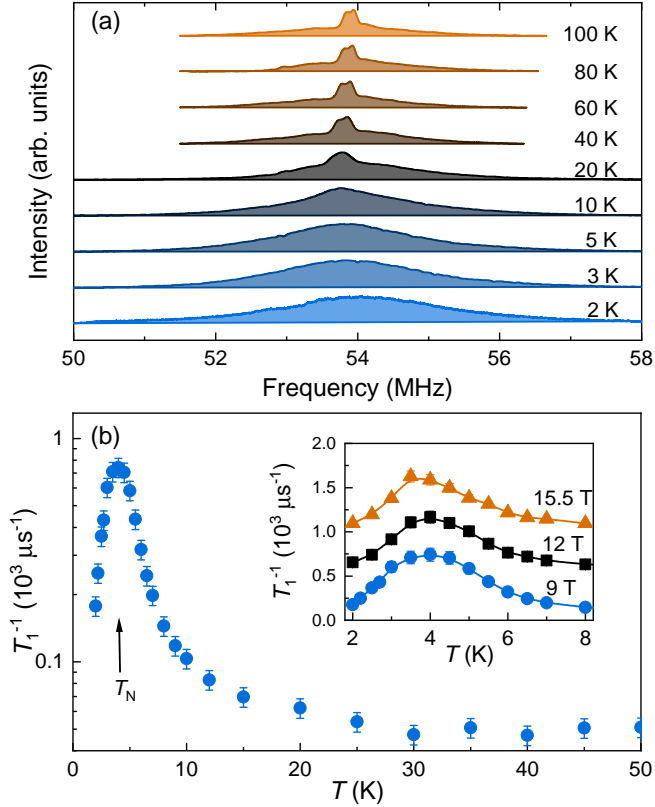 (a)
100 K
80 K
60 K
40 K
20 K
10 K
5 K
3 K
2 K
Intensity (arb. units)
50 52 54 56 58
Frequency (MHz)
(b)
1
0.1
T₁⁻¹ (10³ μs⁻¹)
T_N
0 10 20 30 40 50
T (K)
2.0
1.5
1.0
0.5
0.0
T₁⁻¹ (10³ μs⁻¹)
15.5 T
12 T
9 T
2 4 6 8
T (K)